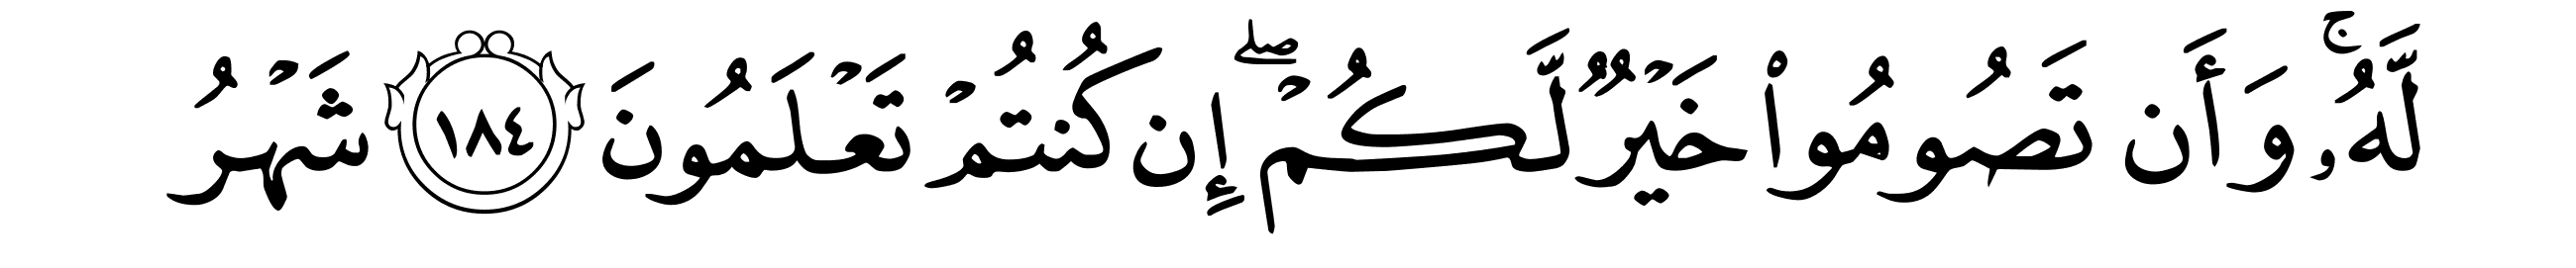 لَّهُۥۚ وَأَن تَصُومُوا۟ خَيْرٌۭ لَّكُمْ ۖ إِن كُنتُمْ تَعْلَمُونَ ١٨٤ شَهْرُ